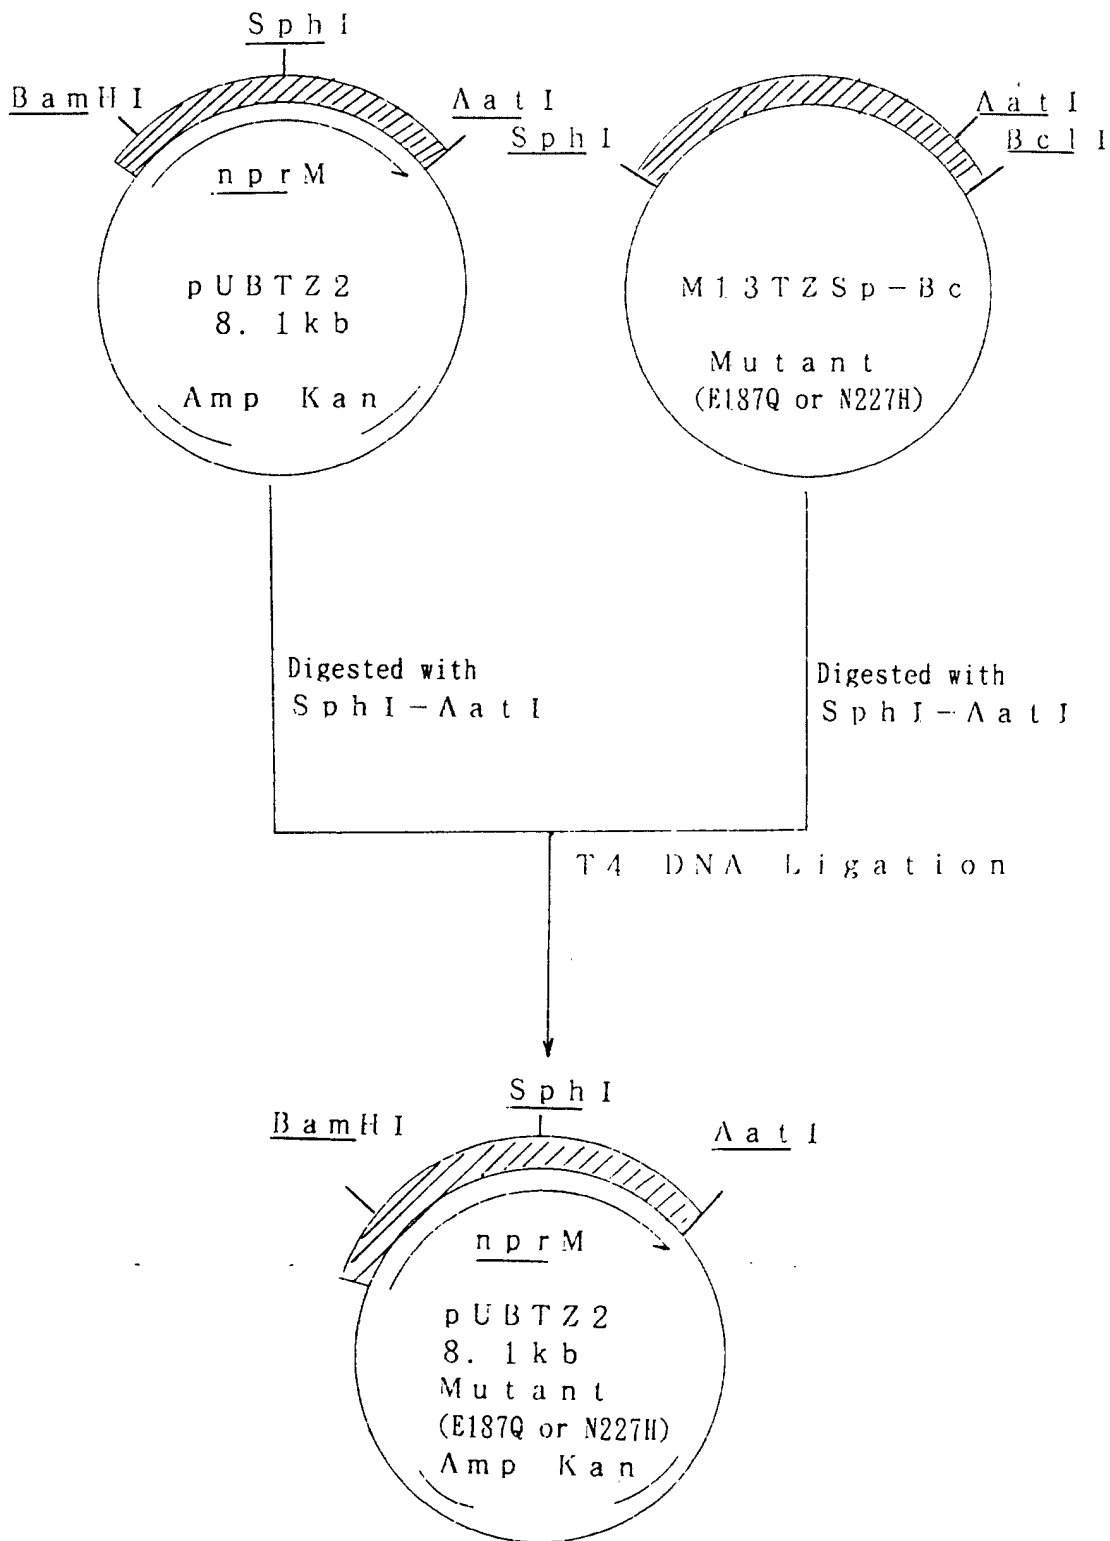 SphI
BamHI
AatI
nprM
pUBTZ2
8. 1kb
Amp Kan
SphI
AatI
BclI
M13TZSp-Bc
Mutant
(E187Q or N227H)
Digested with
SphI-AatI
Digested with
SphI-AatI
T4 DNA Ligation
SphI
BamHI
AatI
nprM
pUBTZ2
8. 1kb
Mutant
(E187Q or N227H)
Amp Kan